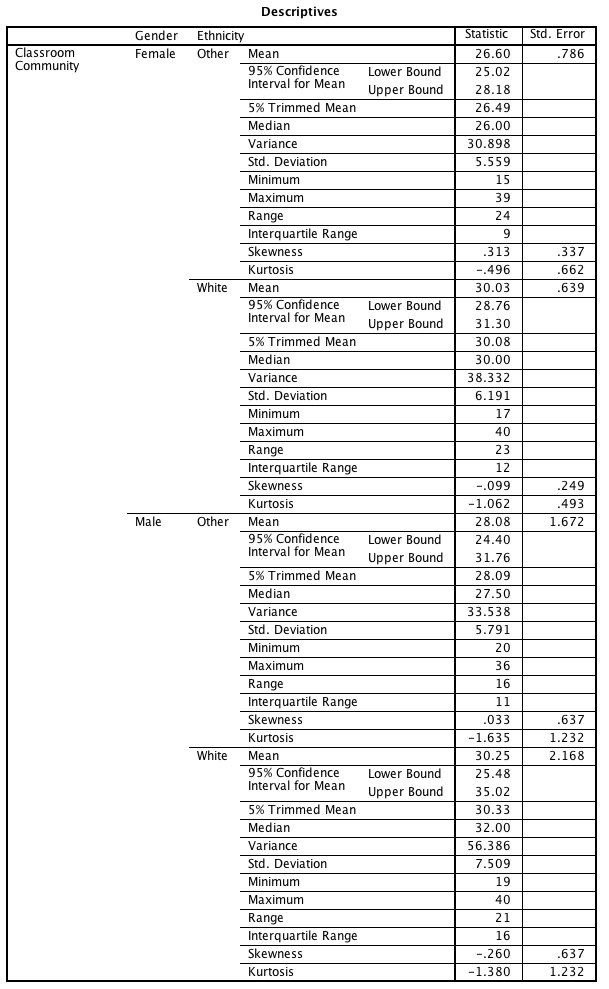 Descriptives
Gender Ethnicity Statistic Std. Error
Classroom Community Female Other Mean 26.60 .786
95% Confidence Interval for Mean Lower Bound 25.02
Upper Bound 28.18
5% Trimmed Mean 26.49
Median 26.00
Variance 30.898
Std. Deviation 5.559
Minimum 15
Maximum 39
Range 24
Interquartile Range 9
Skewness .313 .337
Kurtosis -.496 .662
White Mean 30.03 .639
95% Confidence Interval for Mean Lower Bound 28.76
Upper Bound 31.30
5% Trimmed Mean 30.08
Median 30.00
Variance 38.332
Std. Deviation 6.191
Minimum 17
Maximum 40
Range 23
Interquartile Range 12
Skewness -.099 .249
Kurtosis -1.062 .493
Male Other Mean 28.08 1.672
95% Confidence Interval for Mean Lower Bound 24.40
Upper Bound 31.76
5% Trimmed Mean 28.09
Median 27.50
Variance 33.538
Std. Deviation 5.791
Minimum 20
Maximum 36
Range 16
Interquartile Range 11
Skewness .033 .637
Kurtosis -1.635 1.232
White Mean 30.25 2.168
95% Confidence Interval for Mean Lower Bound 25.48
Upper Bound 35.02
5% Trimmed Mean 30.33
Median 32.00
Variance 56.386
Std. Deviation 7.509
Minimum 19
Maximum 40
Range 21
Interquartile Range 16
Skewness -.260 .637
Kurtosis -1.380 1.232